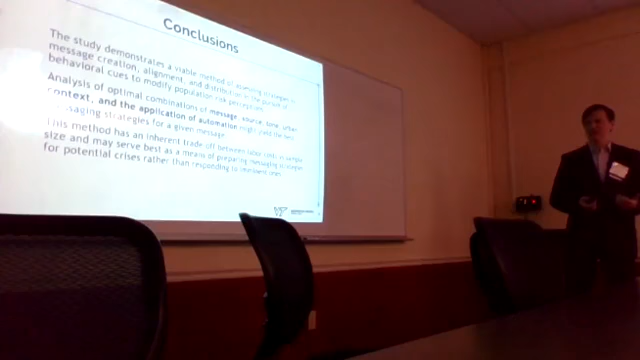 Conclusions
The study demonstrates a viable method of assessing strategies in
message creation, alignment, and distribution in the pursuit of
behavioral cues to modify population risk perceptions.
Analysis of optimal combinations of message, source, time, urban
context, and the application of automation might yield the best
messaging strategies for a given message.
This method has an inherent trade off between labor costs
size and may serve best as a means of preparing messaging strategies
for potential crises rather than responding to imminent ones.